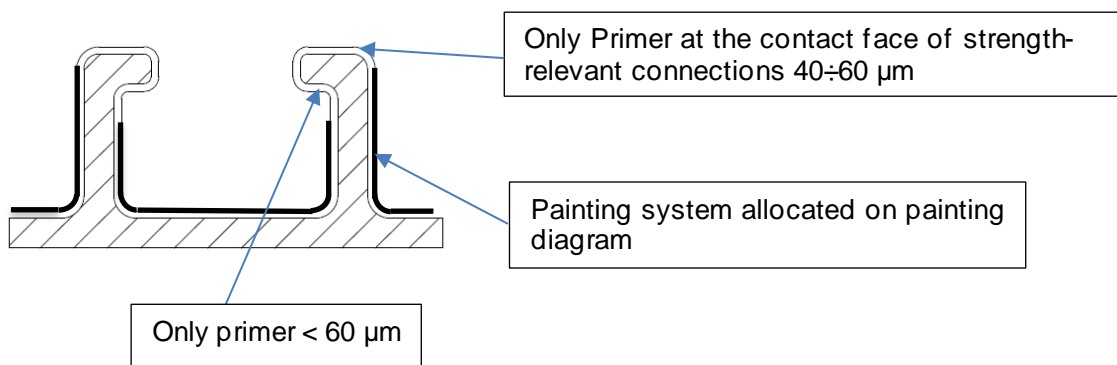 Only Primer at the contact face of strength-
relevant connections 40÷60 µm
Painting system allocated on painting
diagram
Only primer < 60 µm